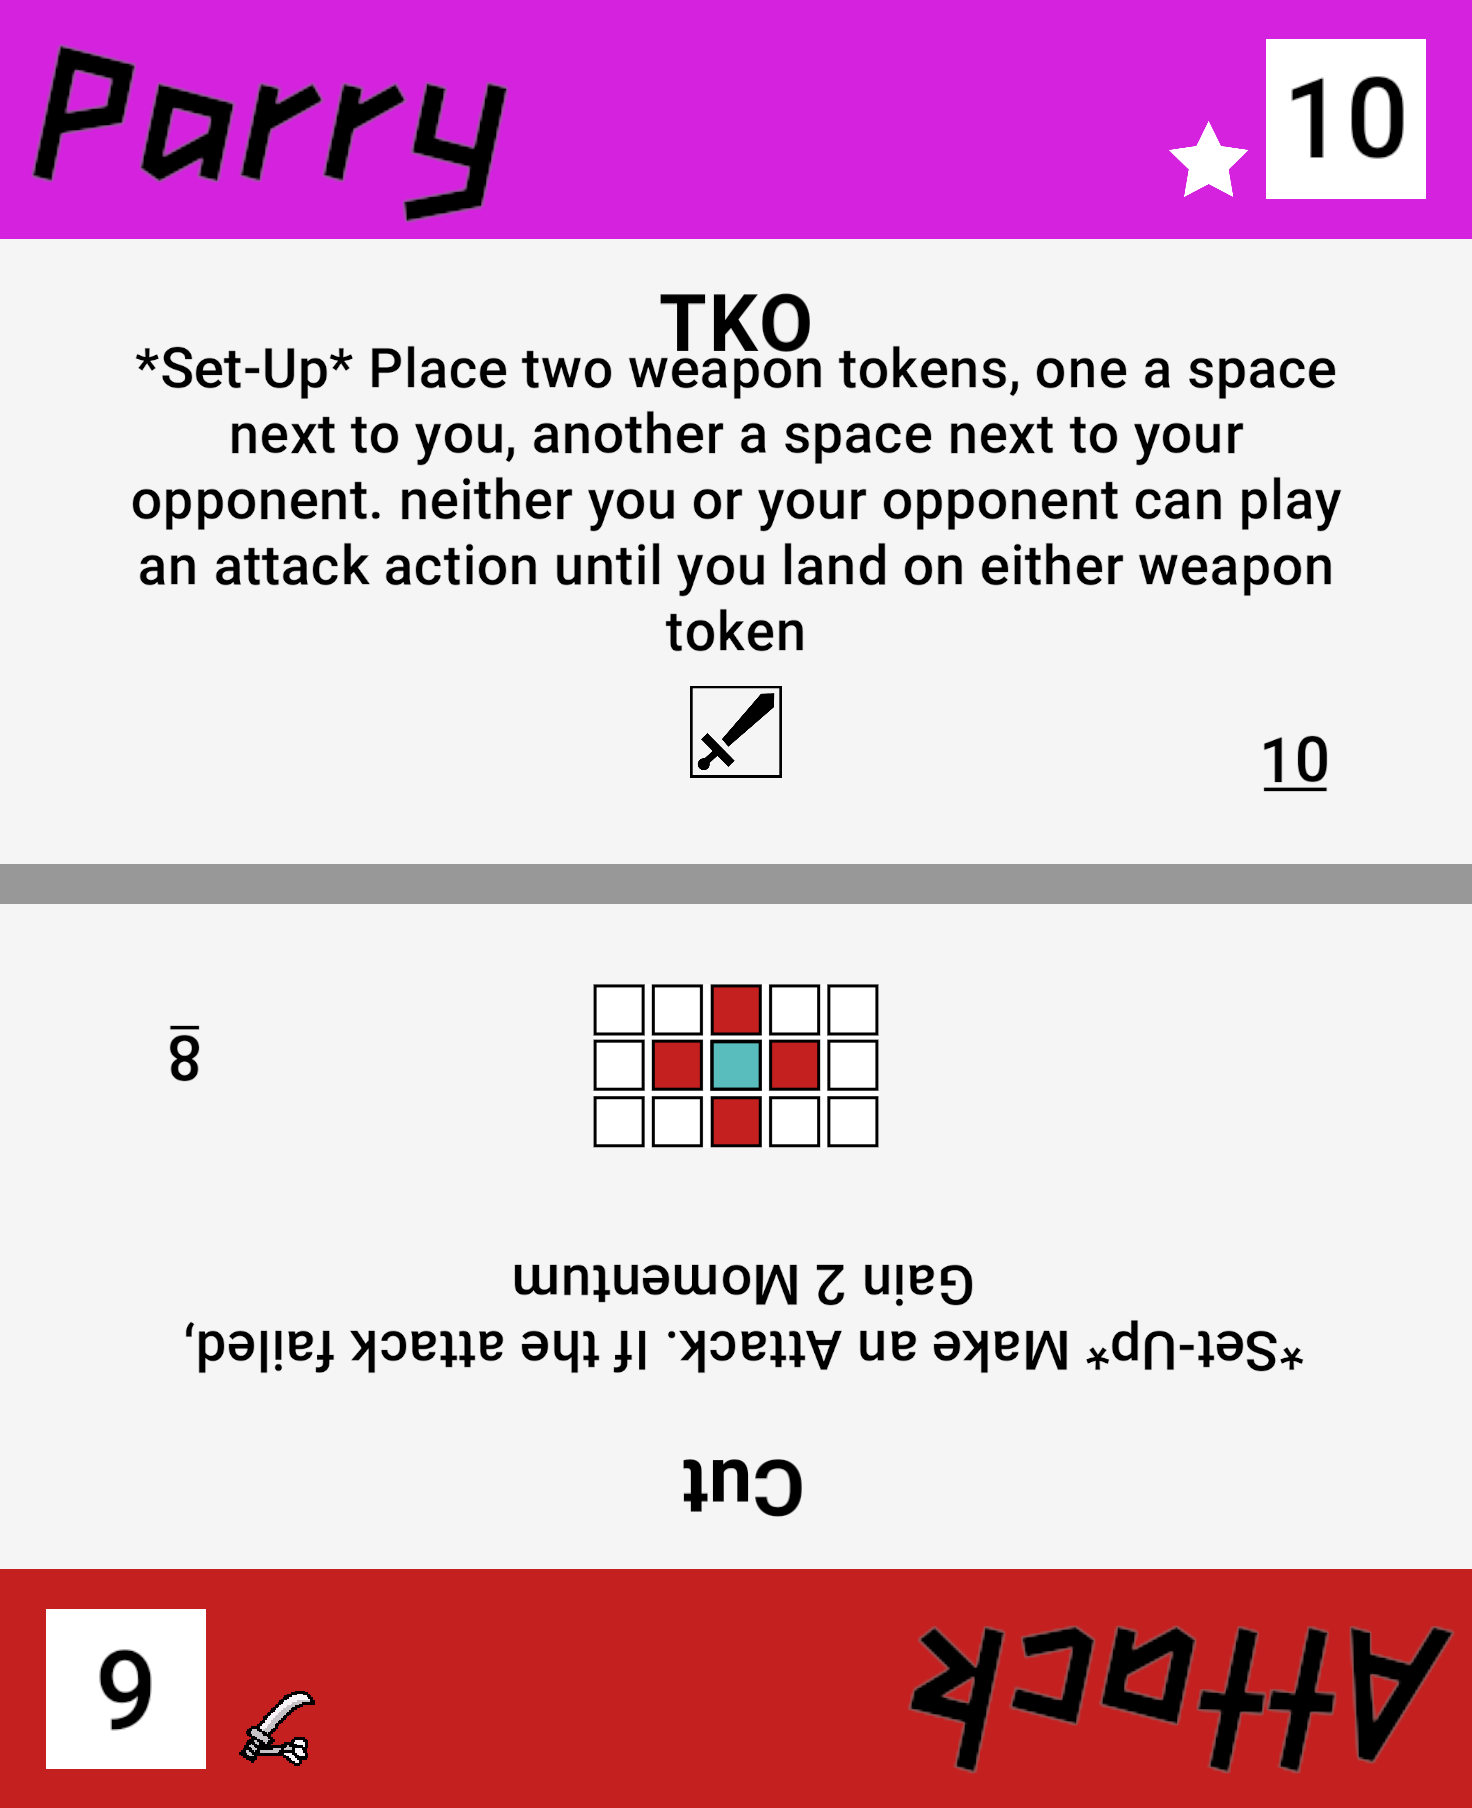 Parry
10
TKO
*Set-Up* Place two weapon tokens, one a space
next to you, another a space next to your
opponent. neither you or your opponent can play
an attack action until you land on either weapon
token
10
Attack
6
Cut
*Set-Up* Make an Attack. If the attack failed,
Gain 2 Momentum
8